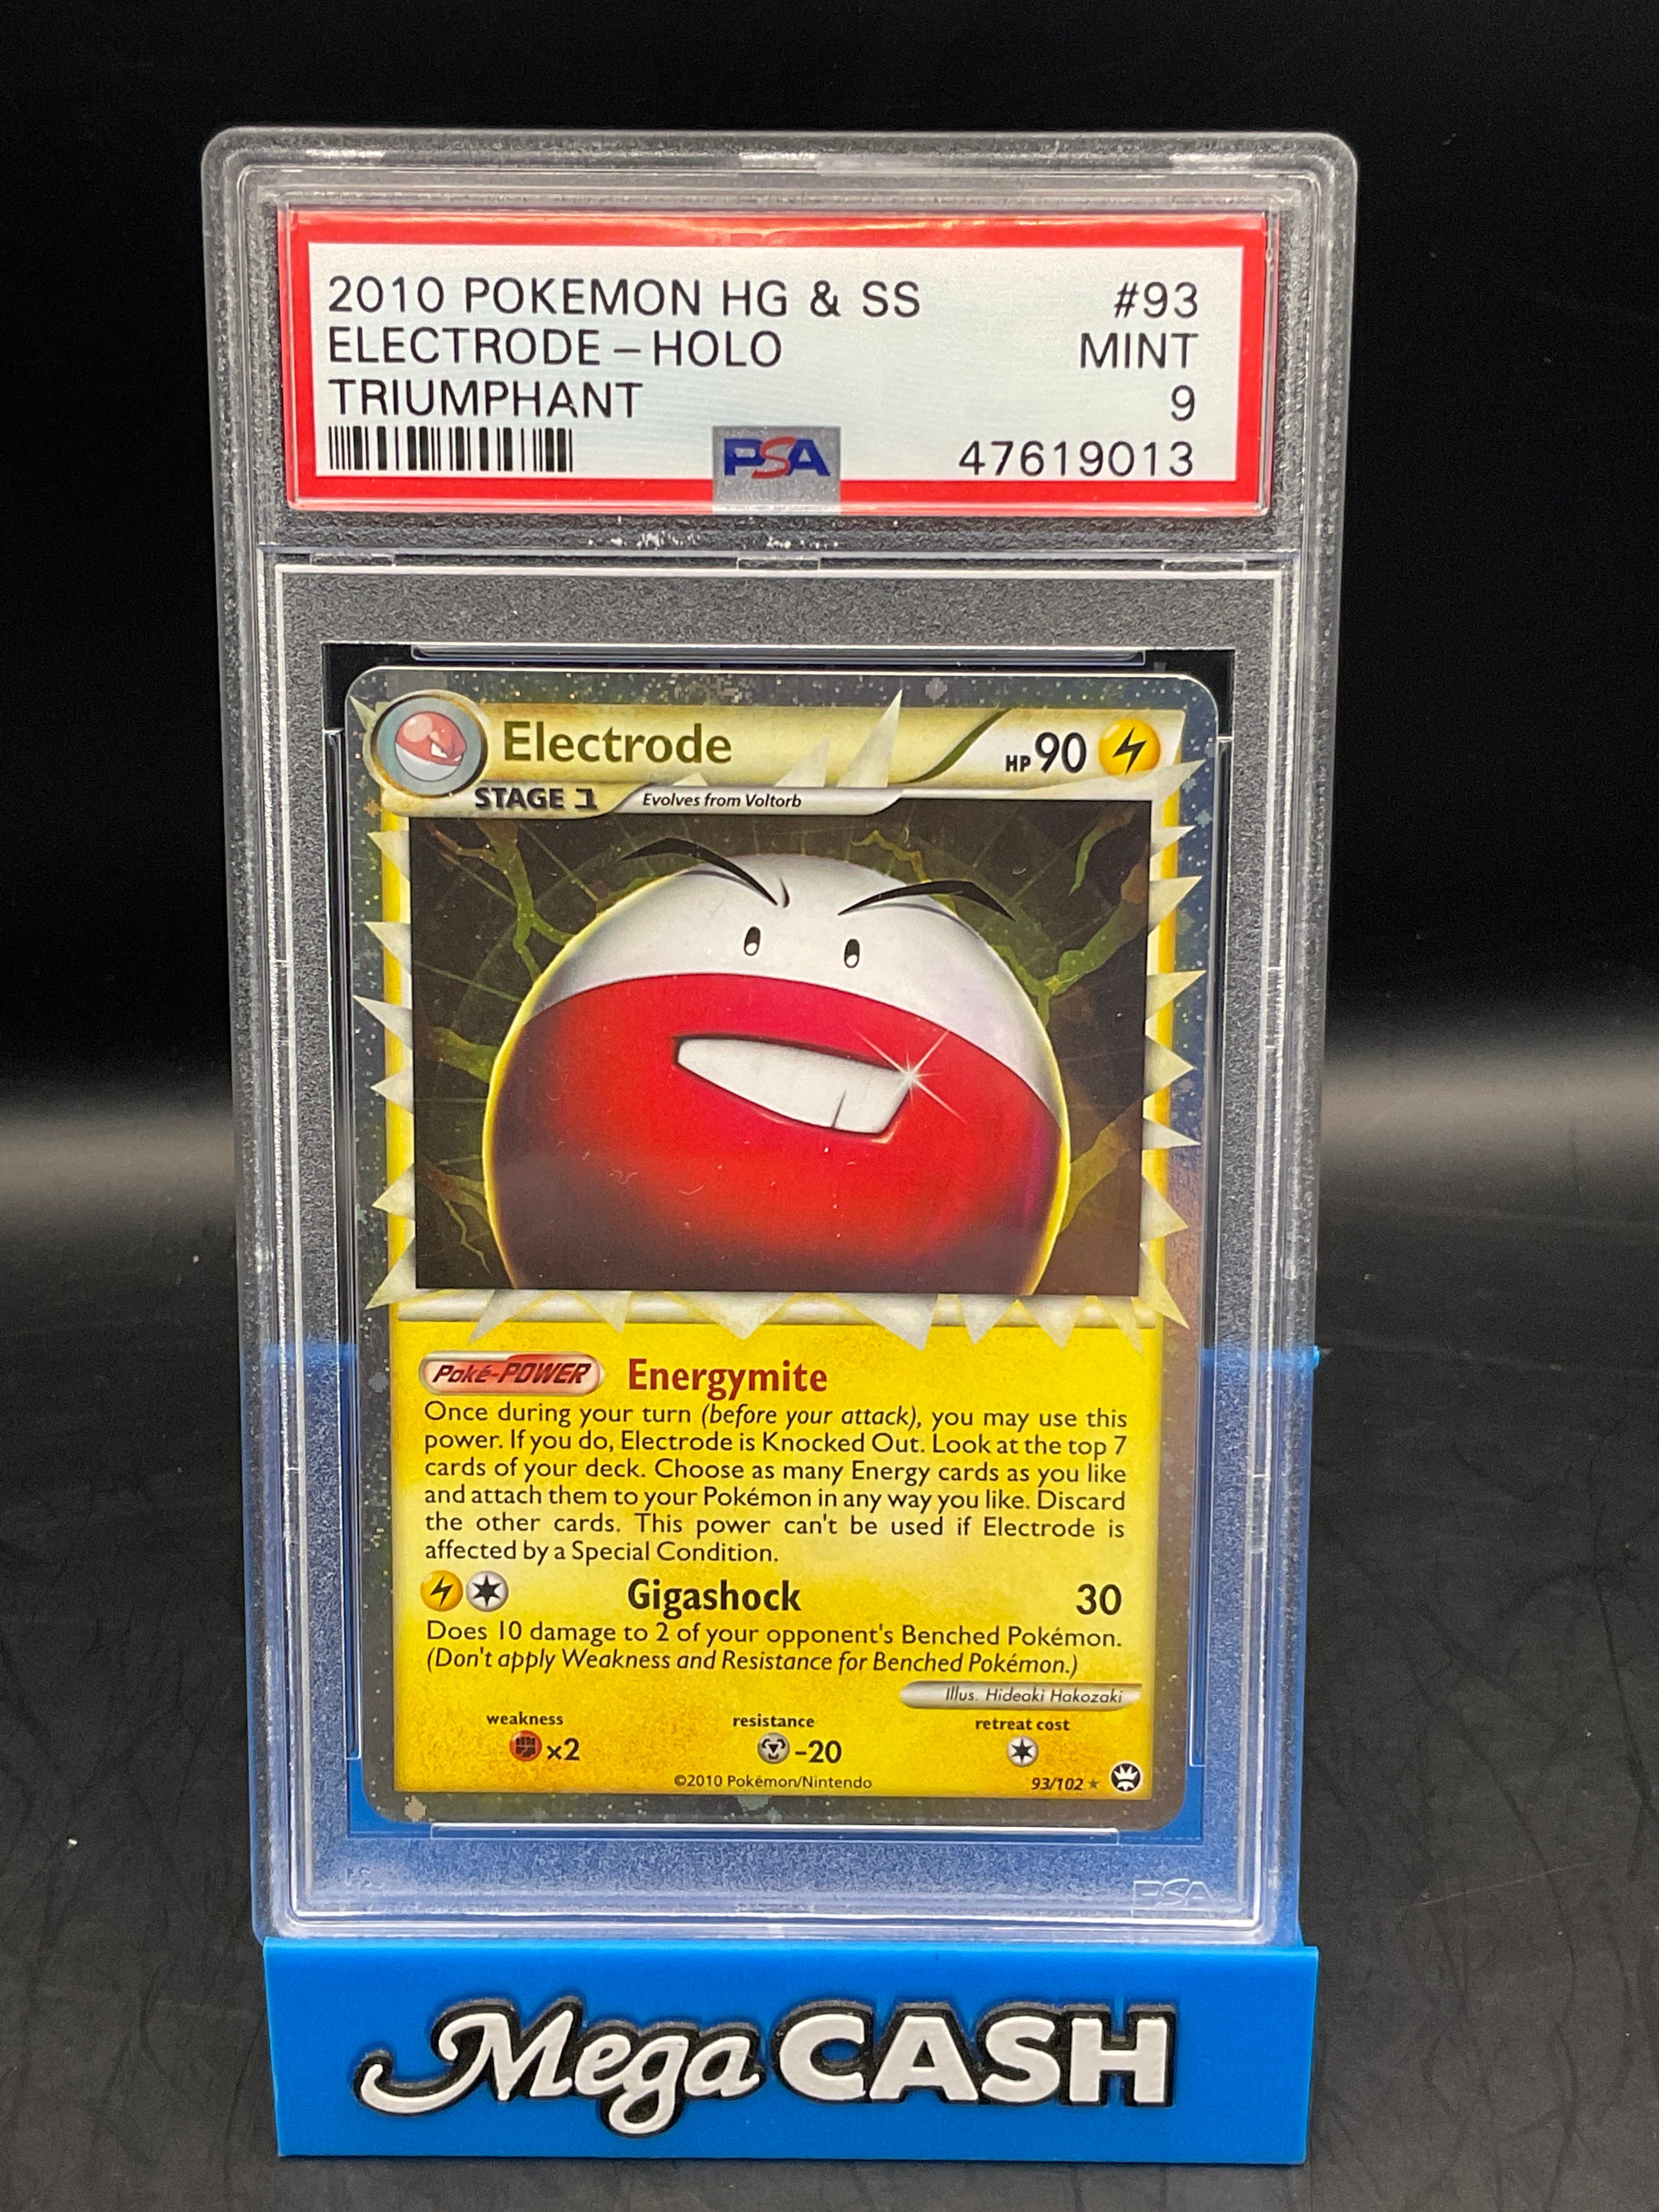 2010 POKEMON HG & SS #93
ELECTRODE – HOLO MINT
TRIUMPHANT 9
PSA 47619013
Electrode HP 90
STAGE 1 Evolves from Voltorb
Poké-POWER Energymite
Once during your turn (before your attack), you may use this
power. If you do, Electrode is Knocked Out. Look at the top 7
cards of your deck. Choose as many Energy cards as you like
and attach them to your Pokémon in any way you like. Discard
the other cards. This power can't be used if Electrode is
affected by a Special Condition.
Gigashock 30
Does 10 damage to 2 of your opponent's Benched Pokémon.
(Don't apply Weakness and Resistance for Benched Pokémon.)
Illus. Hideaki Hakozaki
weakness resistance retreat cost
x2 -20
©2010 Pokémon/Nintendo 93/102 ★
PSA
Mega CASH